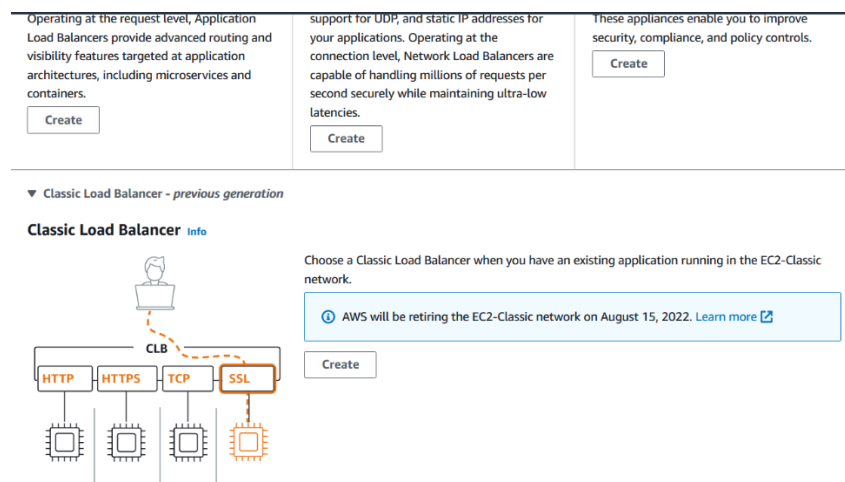 Operating at the request level, Application
Load Balancers provide advanced routing and
visibility features targeted at application
architectures, including microservices and
containers.
Create
support for UDP, and static IP addresses for
your applications. Operating at the
connection level, Network Load Balancers are
capable of handling millions of requests per
second securely while maintaining ultra-low
latencies.
Create
These appliances enable you to improve
security, compliance, and policy controls.
Create
Classic Load Balancer - previous generation
Classic Load Balancer Info
Choose a Classic Load Balancer when you have an existing application running in the EC2-Classic
network.
AWS will be retiring the EC2-Classic network on August 15, 2022. Learn more
Create
CLB
HTTP HTTPS TCP SSL